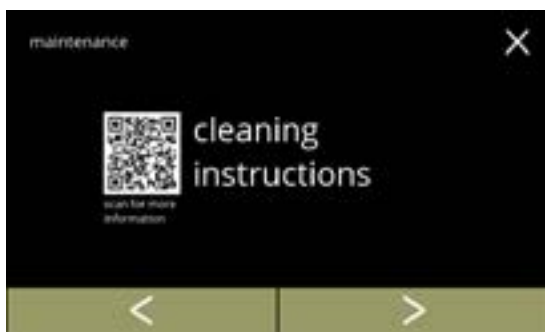 maintenance
cleaning
instructions
scan for more
information